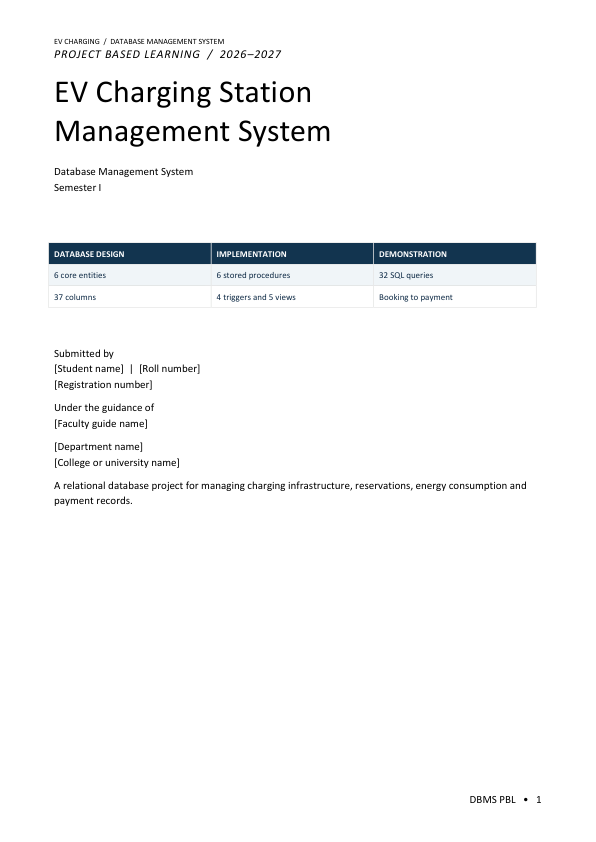 EV CHARGING / DATABASE MANAGEMENT SYSTEM
PROJECT BASED LEARNING / 2026–2027
EV Charging Station
Management System
Database Management System
Semester I
DATABASE DESIGN IMPLEMENTATION DEMONSTRATION
6 core entities 6 stored procedures 32 SQL queries
37 columns 4 triggers and 5 views Booking to payment
Submitted by
[Student name] | [Roll number]
[Registration number]
Under the guidance of
[Faculty guide name]
[Department name]
[College or university name]
A relational database project for managing charging infrastructure, reservations, energy consumption and
payment records.
DBMS PBL • 1